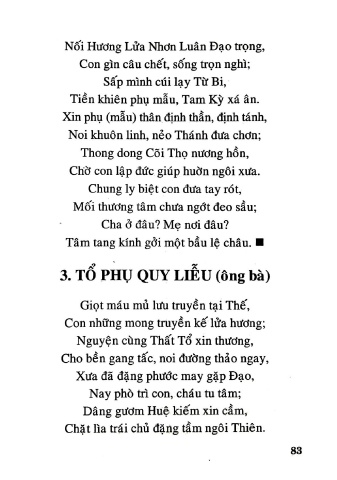 Nối Hương Lửa Nhơn Luân Đạo trọng,
Con gìn câu chết, sống trọn nghì;
Sấp mình cúi lạy Từ Bi,
Tiền khiên phụ mẫu, Tam Kỳ xá ân.
Xin phụ (mẫu) thân định thần, định tánh,
Noi khuôn linh, nẻo Thánh đưa chơn;
Thong dong Cõi Thọ nương hồn,
Chờ con lập đức giúp huờn ngôi xưa.
Chung ly biệt con đưa tay rót,
Mối thương tâm chưa ngớt đeo sầu;
Cha ở đâu? Mẹ nơi đâu?
Tâm tang kính gởi một bầu lệ châu. ■
3. TỔ PHỤ QUY LIỄU (ông bà)
Giọt máu mủ lưu truyền tại Thế,
Con những mong truyền kế lửa hương;
Nguyện cùng Thất Tổ xin thương,
Cho bền gang tấc, noi đường thảo ngay,
Xưa đã đặng phước may gặp Đạo,
Nay phò trì con, cháu tu tâm;
Dâng gươm Huệ kiếm xin cầm,
Chặt lìa trái chủ đặng tầm ngôi Thiên.
83